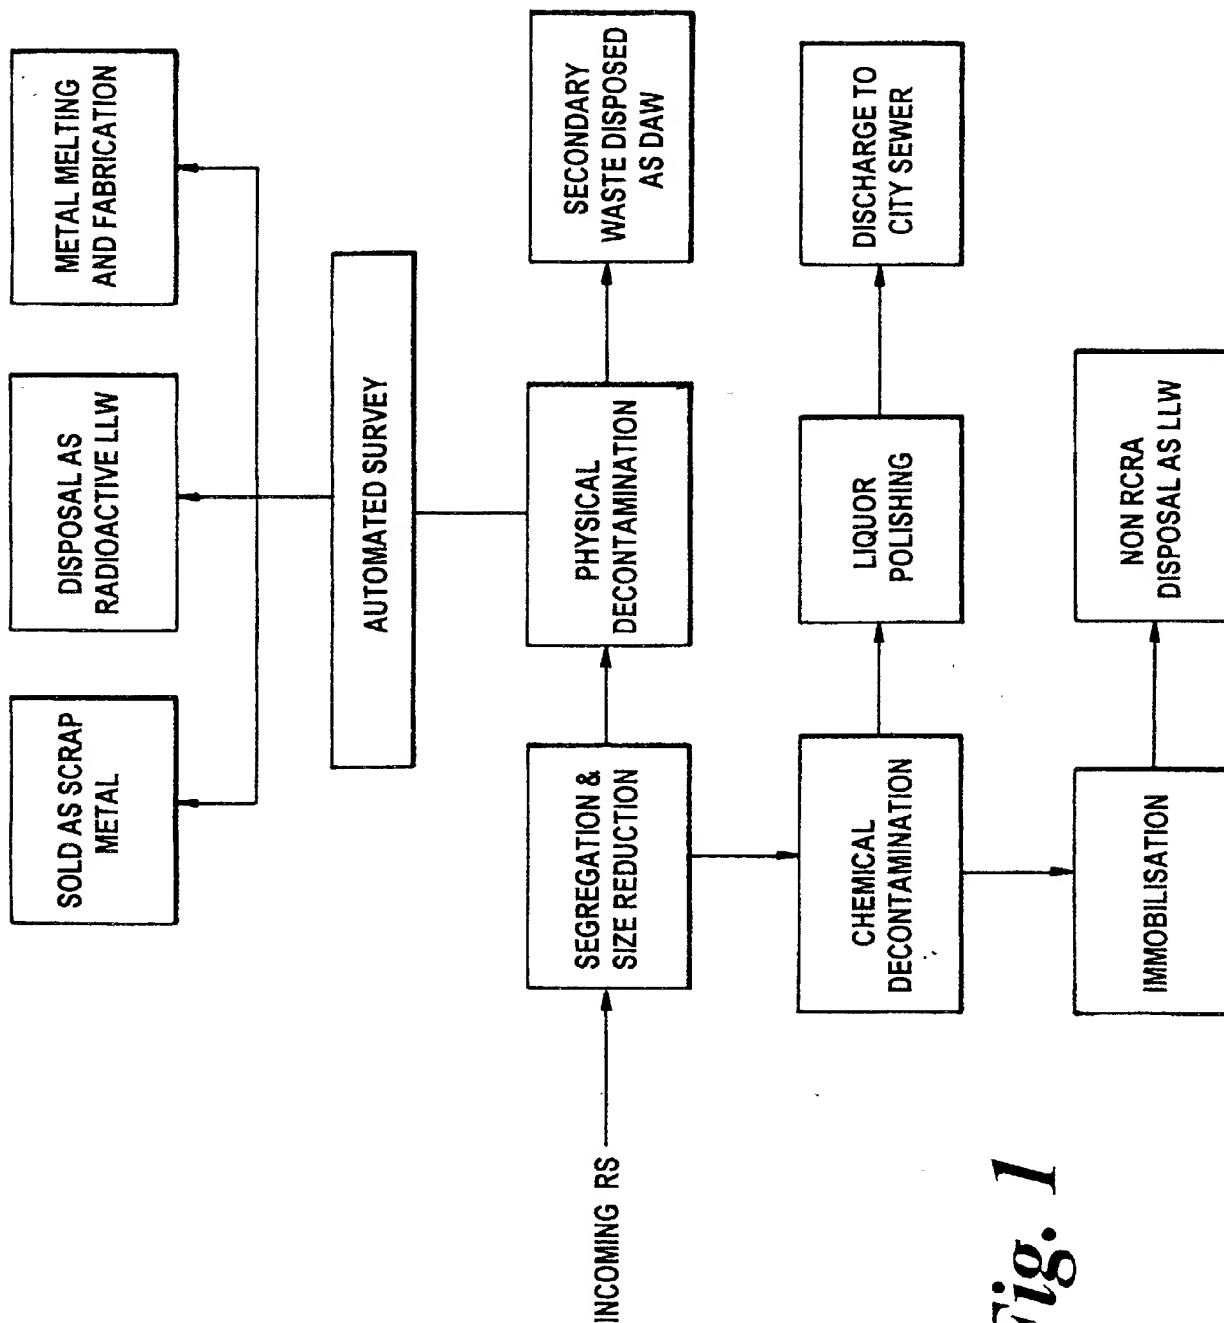 SOLD AS SCRAP
METAL
DISPOSAL AS
RADIOACTIVE LLW
METAL MELTING
AND FABRICATION
AUTOMATED SURVEY
INCOMING RS
SEGREGATION &
SIZE REDUCTION
PHYSICAL
DECONTAMINATION
SECONDARY
WASTE DISPOSED
AS DAW
CHEMICAL
DECONTAMINATION
LIQUOR
POLISHING
DISCHARGE TO
CITY SEWER
IMMOBILISATION
NON RCRA
DISPOSAL AS LLW
Fig. 1